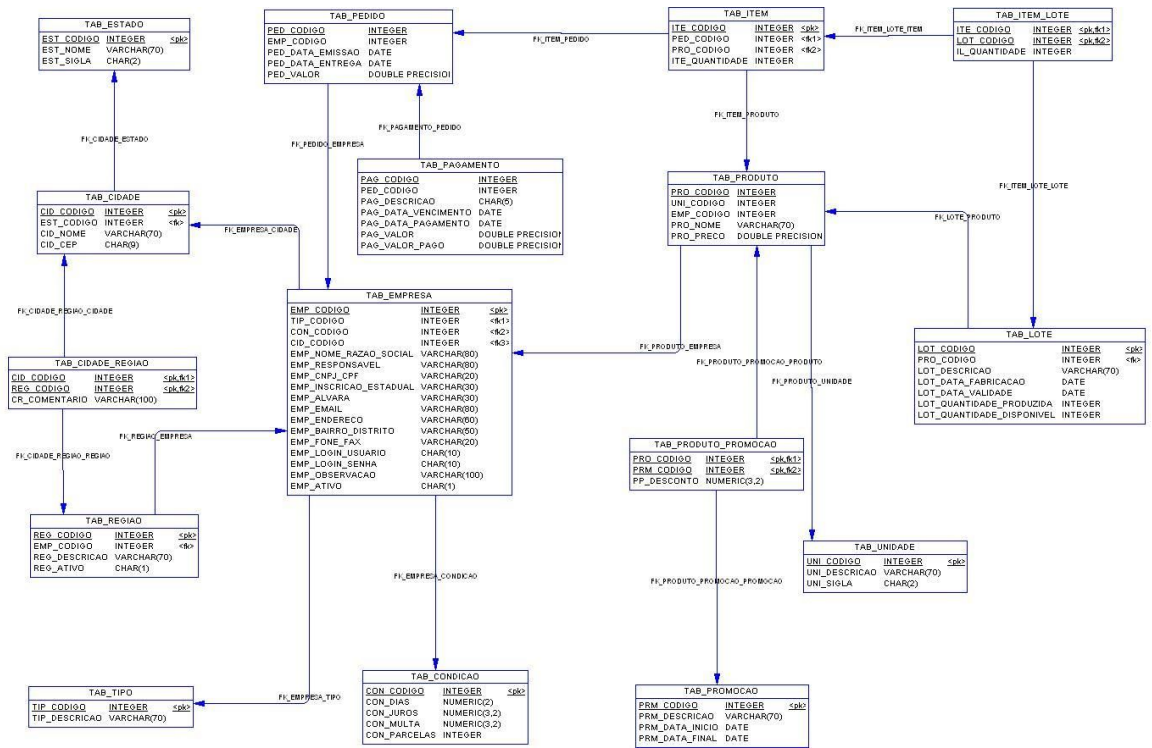 TAB_ESTADO
EST_CODIGO INTEGER <pk>
EST_NOME VARCHAR(70)
EST_SIGLA CHAR(2)
TAB_PEDIDO
PED_CODIGO INTEGER
EMP_CODIGO INTEGER
PED_DATA_EMISSAO DATE
PED_DATA_ENTREGA DATE
PED_VALOR DOUBLE PRECISION
TAB_ITEM
ITE_CODIGO INTEGER <pk>
PED_CODIGO INTEGER <fk1>
PRO_CODIGO INTEGER <fk2>
ITE_QUANTIDADE INTEGER
TAB_ITEM_LOTE
ITE_CODIGO INTEGER <pk,fk1>
LOT_CODIGO INTEGER <pk,fk2>
IL_QUANTIDADE INTEGER
FK_ITEM_PEDIDO
FK_ITEM_LOTE_ITEM
FK_CIDADE_ESTADO
FK_PEDIDO_EMPRESA
FK_PAGAMENTO_PEDIDO
FK_ITEM_PRODUTO
FK_ITEM_LOTE_LOTE
TAB_PAGAMENTO
PAG_CODIGO INTEGER
PED_CODIGO INTEGER
PAG_DESCRICAO CHAR(5)
PAG_DATA_VENCIMENTO DATE
PAG_DATA_PAGAMENTO DATE
PAG_VALOR DOUBLE PRECISION
PAG_VALOR_PAGO DOUBLE PRECISION
TAB_CIDADE
CID_CODIGO INTEGER <pk>
EST_CODIGO INTEGER <fk>
CID_NOME VARCHAR(70)
CID_CEP CHAR(9)
FK_EMPRESA_CIDADE
TAB_PRODUTO
PRO_CODIGO INTEGER
UNI_CODIGO INTEGER
EMP_CODIGO INTEGER
PRO_NOME VARCHAR(70)
PRO_PRECO DOUBLE PRECISION
FK_LOTE_PRODUTO
FK_CIDADE_REGIAO_CIDADE
TAB_EMPRESA
EMP_CODIGO INTEGER <pk>
TIP_CODIGO INTEGER <fk1>
CON_CODIGO INTEGER <fk2>
CID_CODIGO INTEGER <fk3>
EMP_NOME_RAZAO_SOCIAL VARCHAR(80)
EMP_RESPONSAVEL VARCHAR(80)
EMP_CNPJ_CPF VARCHAR(20)
EMP_INSCRICAO_ESTADUAL VARCHAR(30)
EMP_ALVARA VARCHAR(30)
EMP_EMAIL VARCHAR(80)
EMP_ENDERECO VARCHAR(60)
EMP_BAIRRO_DISTRITO VARCHAR(50)
EMP_FONE_FAX VARCHAR(20)
EMP_LOGIN_USUARIO CHAR(10)
EMP_LOGIN_SENHA CHAR(10)
EMP_OBSERVACAO VARCHAR(100)
EMP_ATIVO CHAR(1)
FK_PRODUTO_EMPRESA
FK_PRODUTO_PROMOCAO_PRODUTO
FK_PRODUTO_UNIDADE
TAB_LOTE
LOT_CODIGO INTEGER <pk>
PRO_CODIGO INTEGER <fk>
LOT_DESCRICAO VARCHAR(70)
LOT_DATA_FABRICACAO DATE
LOT_DATA_VALIDADE DATE
LOT_QUANTIDADE_PRODUZIDA INTEGER
LOT_QUANTIDADE_DISPONIVEL INTEGER
TAB_CIDADE_REGIAO
CID_CODIGO INTEGER <pk,fk1>
REG_CODIGO INTEGER <pk,fk2>
CR_COMENTARIO VARCHAR(100)
FK_REGIAO_EMPRESA
FK_CIDADE_REGIAO_REGIAO
TAB_PRODUTO_PROMOCAO
PRO_CODIGO INTEGER <pk,fk1>
PRM_CODIGO INTEGER <pk,fk2>
PP_DESCONTO NUMERIC(3,2)
TAB_REGIAO
REG_CODIGO INTEGER <pk>
EMP_CODIGO INTEGER <fk>
REG_DESCRICAO VARCHAR(70)
REG_ATIVO CHAR(1)
TAB_UNIDADE
UNI_CODIGO INTEGER <pk>
UNI_DESCRICAO VARCHAR(70)
UNI_SIGLA CHAR(2)
FK_EMPRESA_CONDICAO
FK_PRODUTO_PROMOCAO_PROMOCAO
TAB_TIPO
TIP_CODIGO INTEGER <pk>
TIP_DESCRICAO VARCHAR(70)
FK_EMPRESA_TIPO
TAB_CONDICAO
CON_CODIGO INTEGER <pk>
CON_DIAS NUMERIC(2)
CON_JUROS NUMERIC(3,2)
CON_MULTA NUMERIC(3,2)
CON_PARCELAS INTEGER
TAB_PROMOCAO
PRM_CODIGO INTEGER <pk>
PRM_DESCRICAO VARCHAR(70)
PRM_DATA_INICIO DATE
PRM_DATA_FINAL DATE